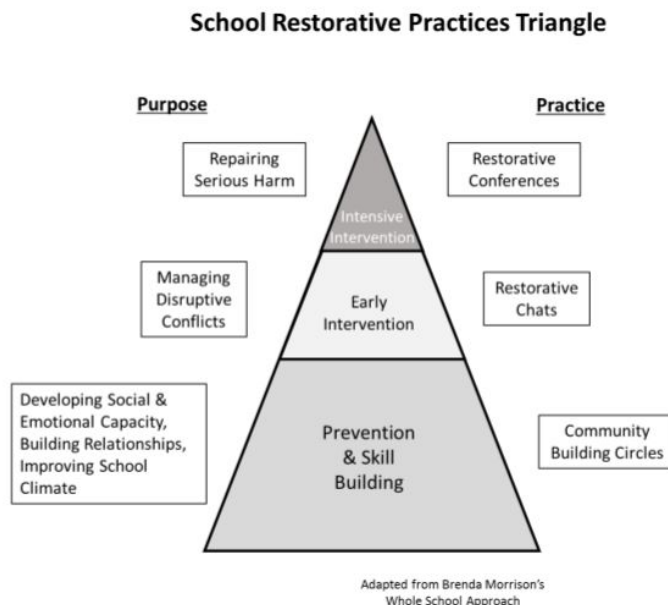 School Restorative Practices Triangle
Purpose
Practice
Repairing
Serious Harm
Intensive
Intervention
Restorative
Conferences
Managing
Disruptive
Conflicts
Early
Intervention
Restorative
Chats
Developing Social &
Emotional Capacity,
Building Relationships,
Improving School
Climate
Prevention
& Skill
Building
Community
Building Circles
Adapted from Brenda Morrison's
Whole School Approach